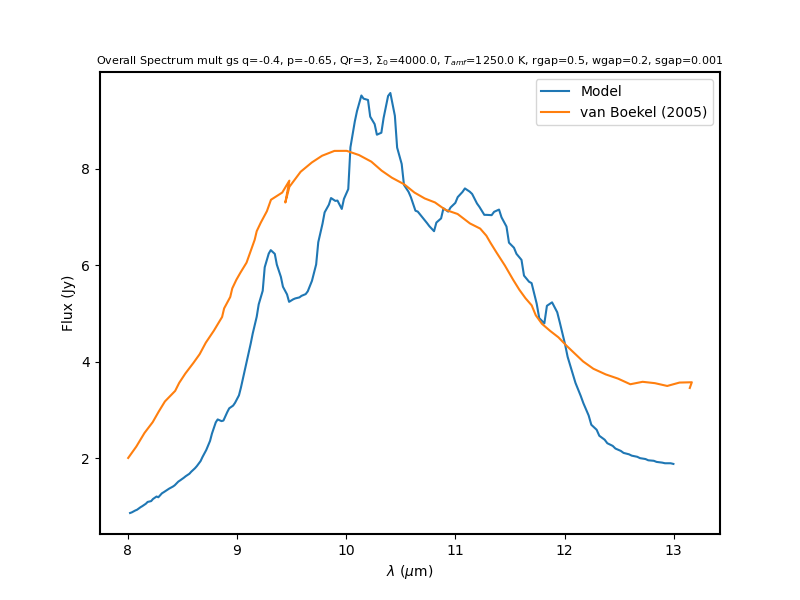 Overall Spectrum mult gs q=-0.4, p=-0.65, Qr=3, Σ₀=4000.0, T_amf=1250.0 K, rgap=0.5, wgap=0.2, sgap=0.001
Model
van Boekel (2005)
8
6
4
2
Flux (Jy)
8 9 10 11 12 13
λ (μm)